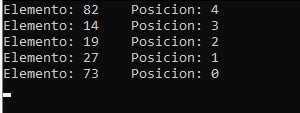 Elemento: 82    Posicion: 4
Elemento: 14    Posicion: 3
Elemento: 19    Posicion: 2
Elemento: 27    Posicion: 1
Elemento: 73    Posicion: 0